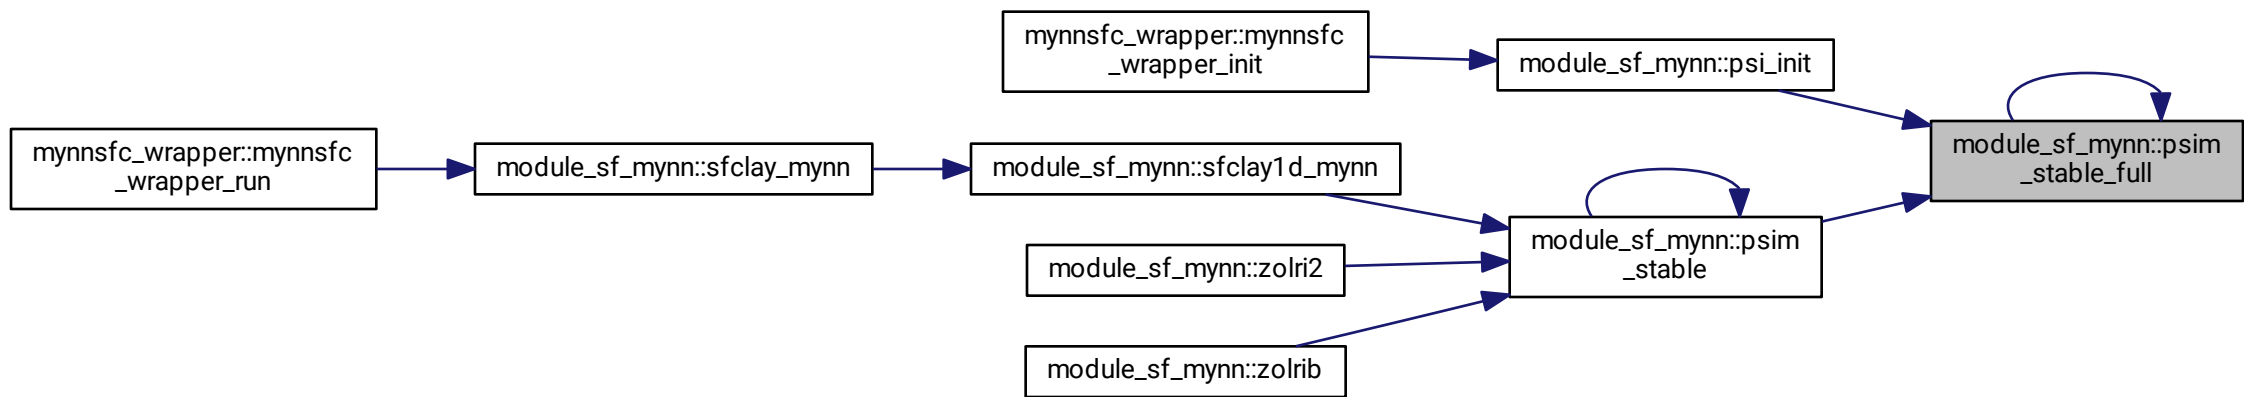 mynnsfc_wrapper::mynnsfc
_wrapper_init
module_sf_mynn::psi_init
module_sf_mynn::psim
_stable_full
mynnsfc_wrapper::mynnsfc
_wrapper_run
module_sf_mynn::sfclay_mynn
module_sf_mynn::sfclay1d_mynn
module_sf_mynn::psim
_stable
module_sf_mynn::zolri2
module_sf_mynn::zolrib